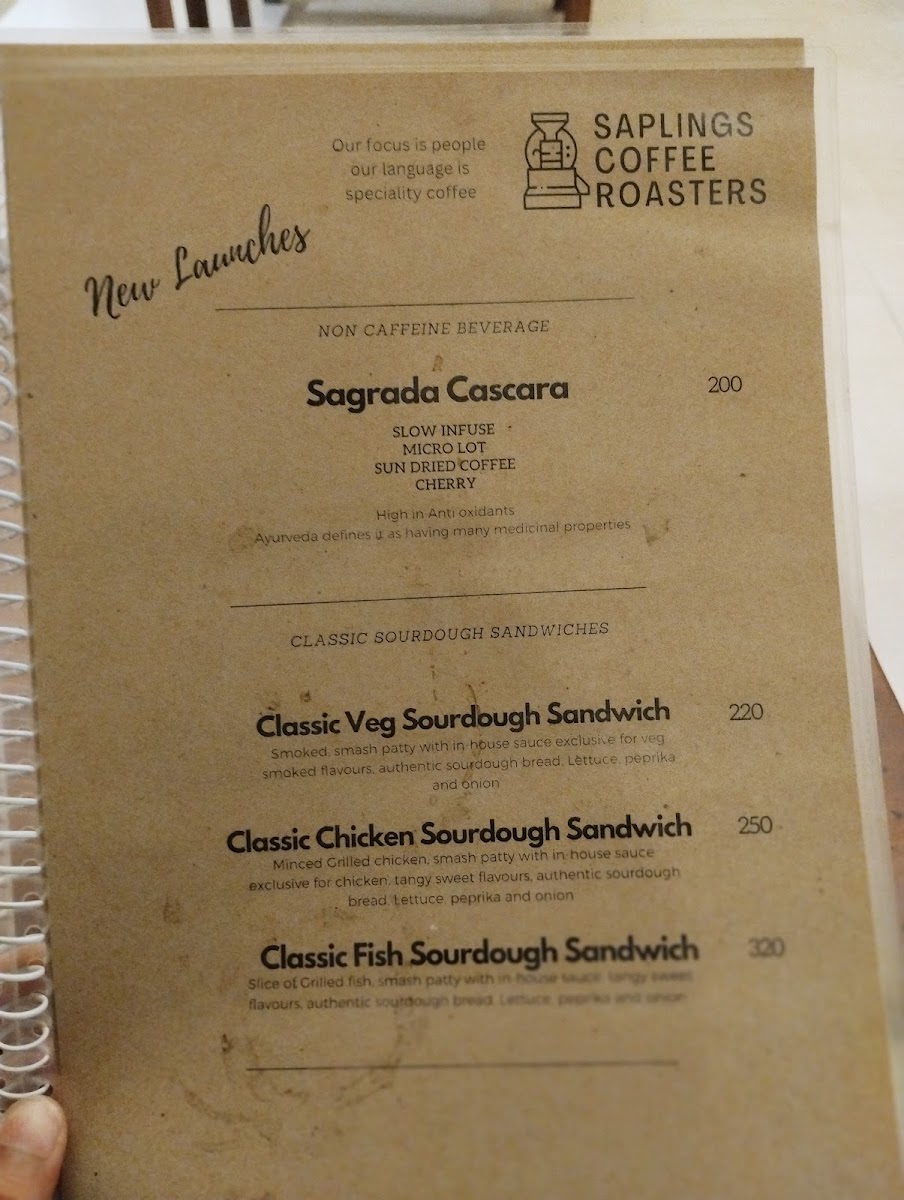 Our focus is people
our language is
speciality coffee
SAPLINGS
COFFEE
ROASTERS
New Launches
NON CAFFEINE BEVERAGE
Sagrada Cascara 200
SLOW INFUSE
MICRO LOT
SUN DRIED COFFEE
CHERRY
High in Anti oxidants
Ayurveda defines it as having many medicinal properties
CLASSIC SOURDOUGH SANDWICHES
Classic Veg Sourdough Sandwich 220
Smoked, smash patty with in-house sauce exclusive for veg
smoked flavours, authentic sourdough bread, Lettuce, peprika
and onion
Classic Chicken Sourdough Sandwich 250
Minced Grilled chicken, smash patty with in-house sauce
exclusive for chicken, tangy sweet flavours, authentic sourdough
bread, Lettuce, peprika and onion
Classic Fish Sourdough Sandwich 320
Slice of Grilled fish, smash patty with in-house sauce, tangy sweet
flavours, authentic sourdough bread, Lettuce, peprika and onion